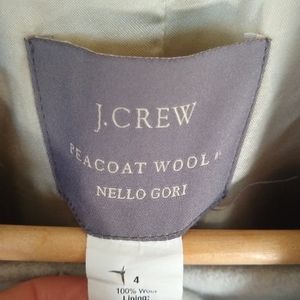 J.CREW
PEACOAT WOOL
NELLO GORI
4
100% Wool
Lining: